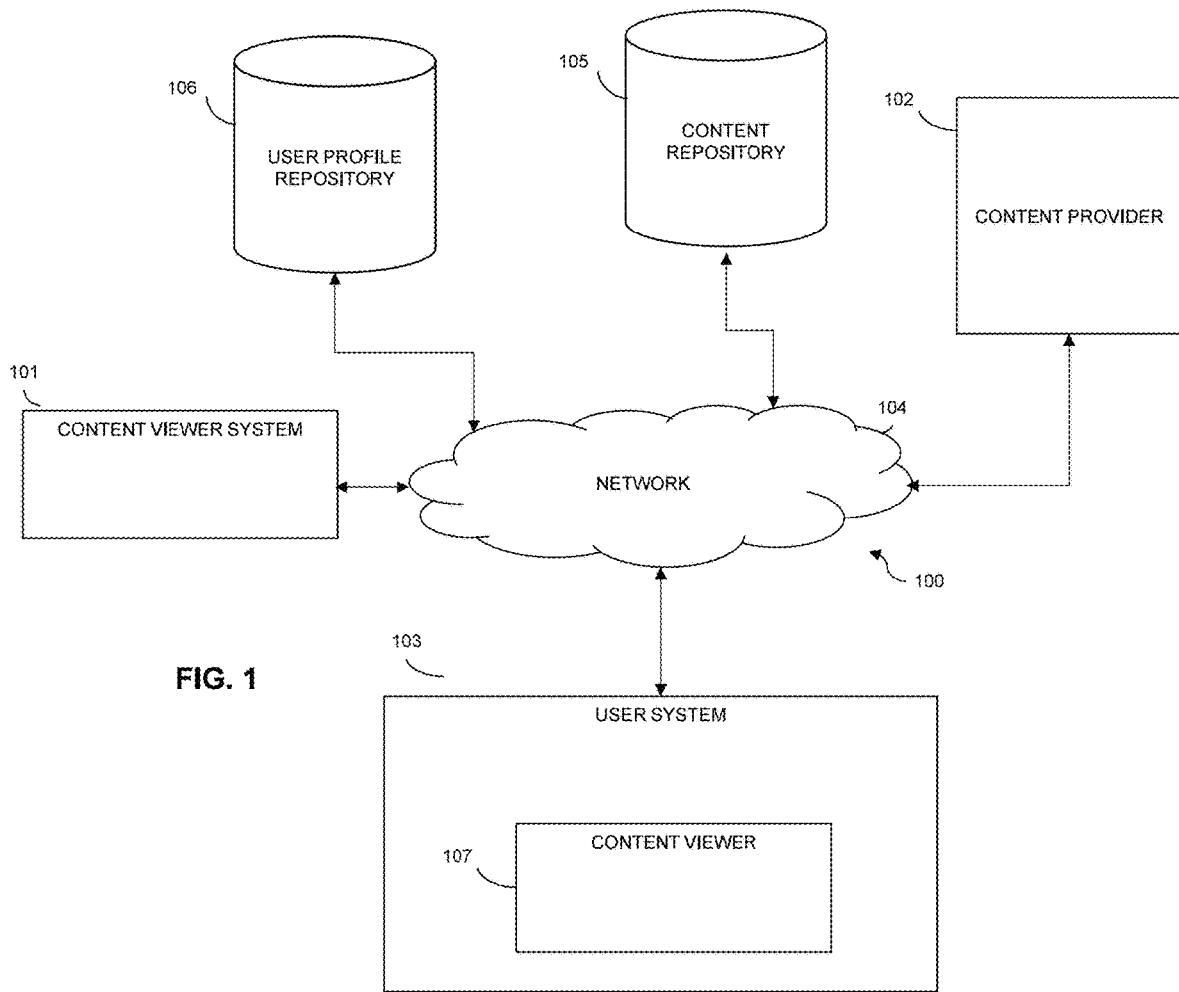 105
106
102
CONTENT
REPOSITORY
USER PROFILE
REPOSITORY
CONTENT PROVIDER
101
104
CONTENT VIEWER SYSTEM
NETWORK
100
103
FIG. 1
USER SYSTEM
CONTENT VIEWER
107